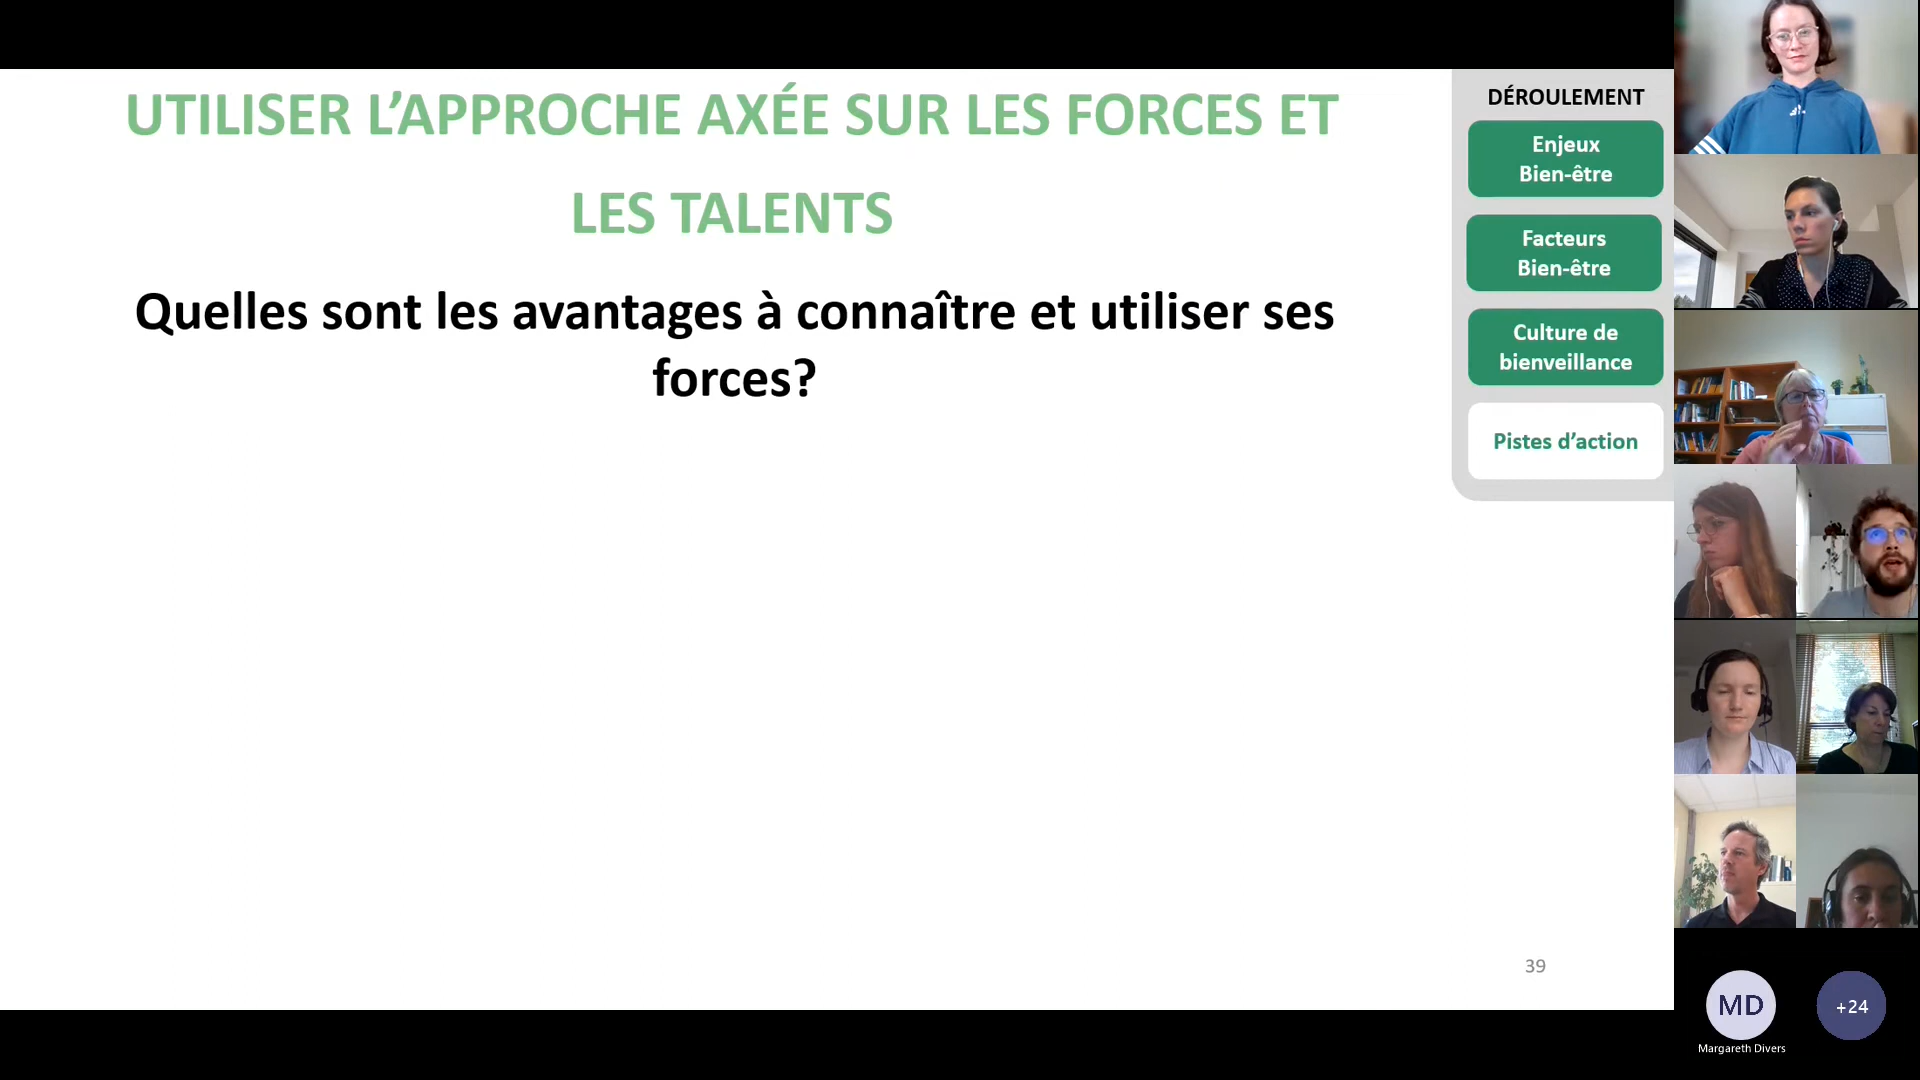 UTILISER L’APPROCHE AXÉE SUR LES FORCES ET
LES TALENTS
Quelles sont les avantages à connaître et utiliser ses
forces?
39
DÉROULEMENT
Enjeux
Bien-être
Facteurs
Bien-être
Culture de
bienveillance
Pistes d’action
MD
+24
Margareth Divers